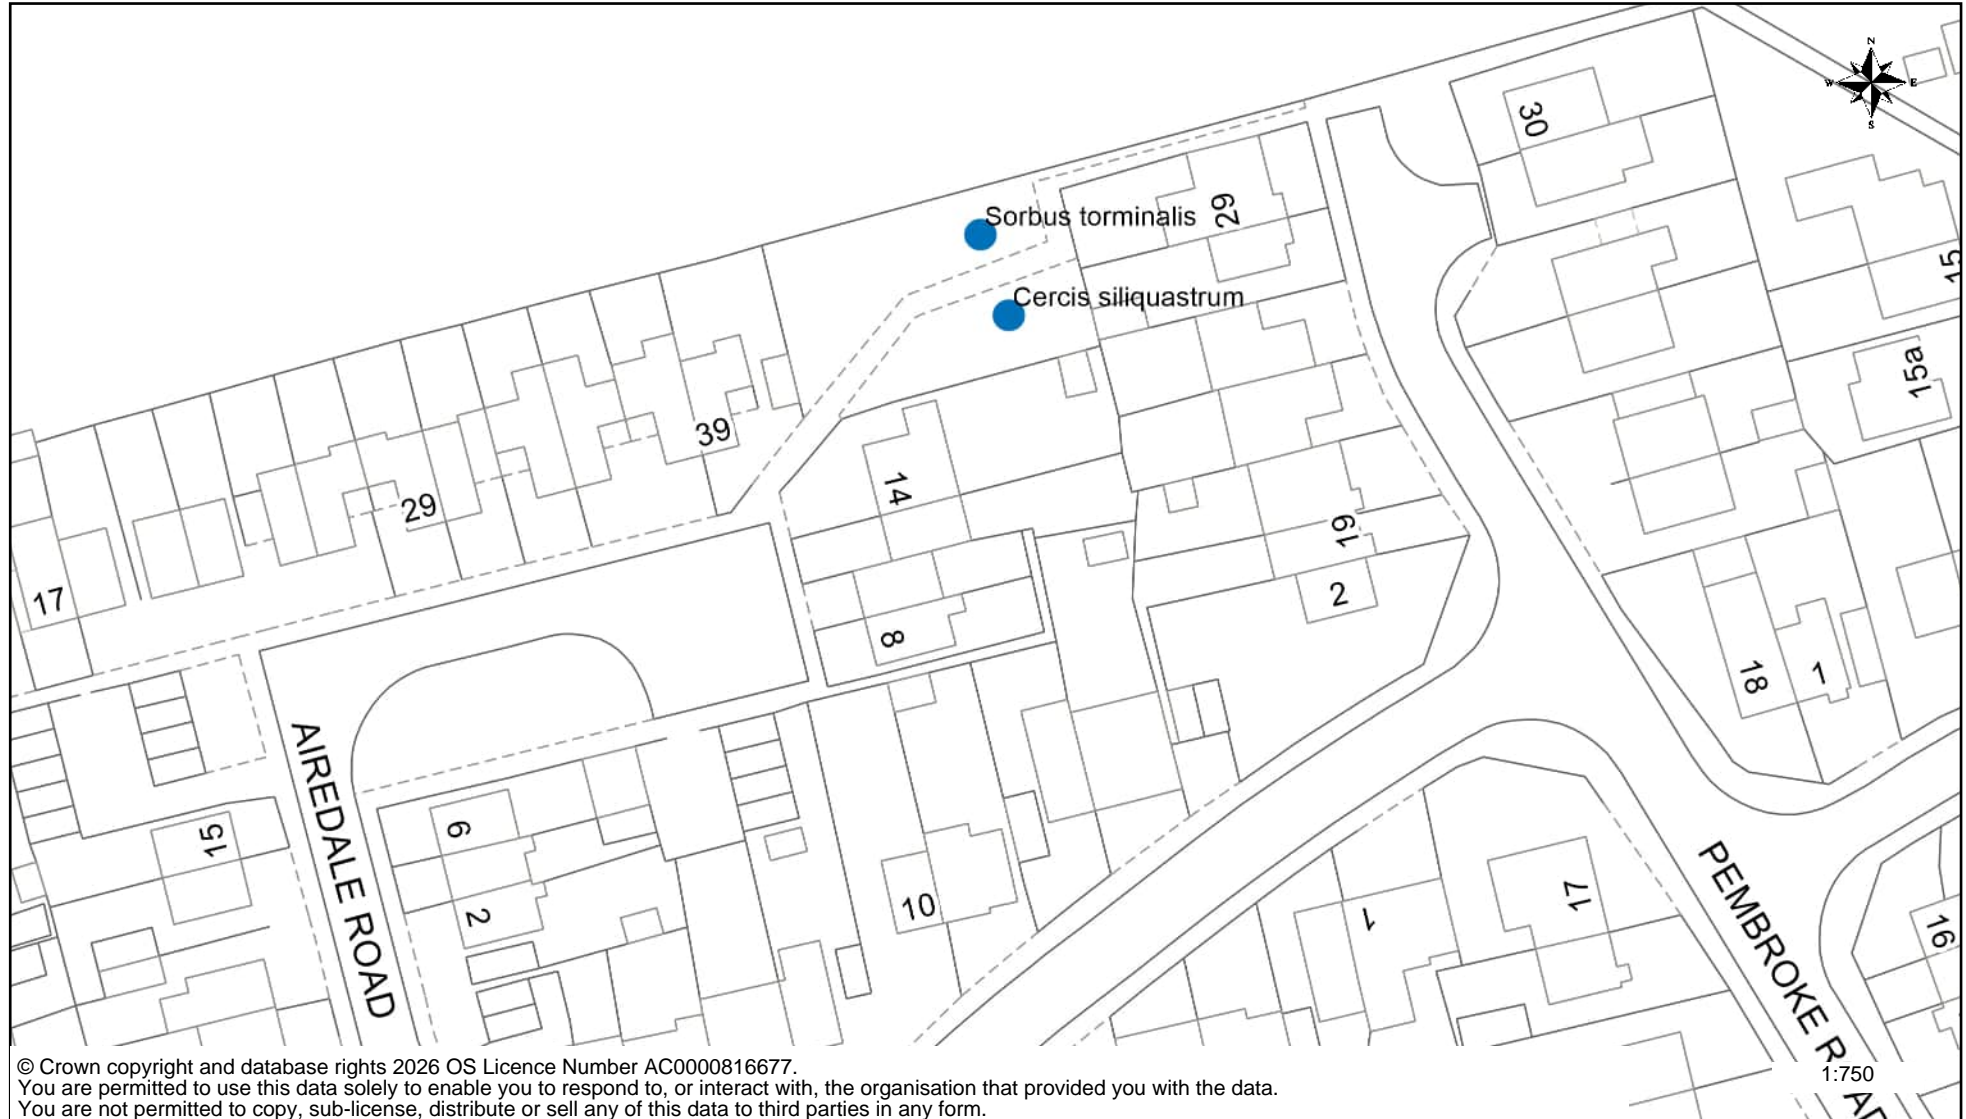 N
W E
S
30
29
Sorbus torminalis
15
Cercis siliquastrum
15a
39
14
29
19
17
2
8
18
1
AIREDALE ROAD
15
6
2
10
17
1
16
PEMBROKE ROAD
© Crown copyright and database rights 2026 OS Licence Number AC0000816677.
1:750
You are permitted to use this data solely to enable you to respond to, or interact with, the organisation that provided you with the data.
You are not permitted to copy, sub-license, distribute or sell any of this data to third parties in any form.